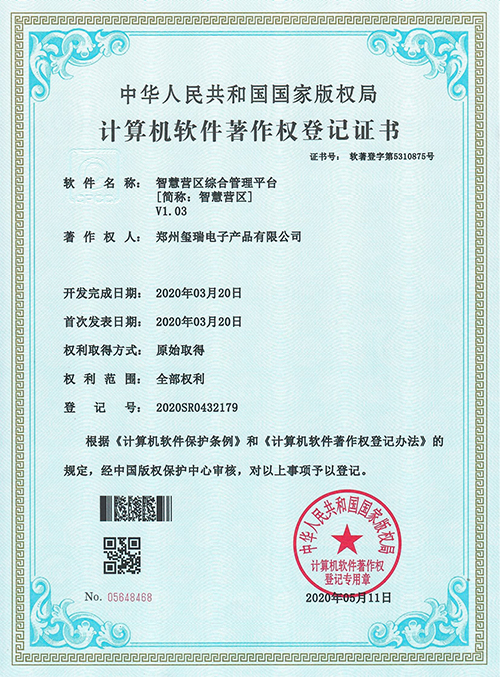 中华人民共和国国家版权局
计算机软件著作权登记证书
证书号： 软著登字第5310875号
软件名称： 智慧营区综合管理平台
[简称：智慧营区]
V1.03
著作权人： 郑州玺瑞电子产品有限公司
开发完成日期： 2020年03月20日
首次发表日期： 2020年03月20日
权利取得方式： 原始取得
权利范围： 全部权利
登记号： 2020SR0432179
根据《计算机软件保护条例》和《计算机软件著作权登记办法》的
规定，经中国版权保护中心审核，对以上事项予以登记。
中华人民共和国国家版权局
计算机软件著作权
登记专用章
No. 05648468
2020年05月11日